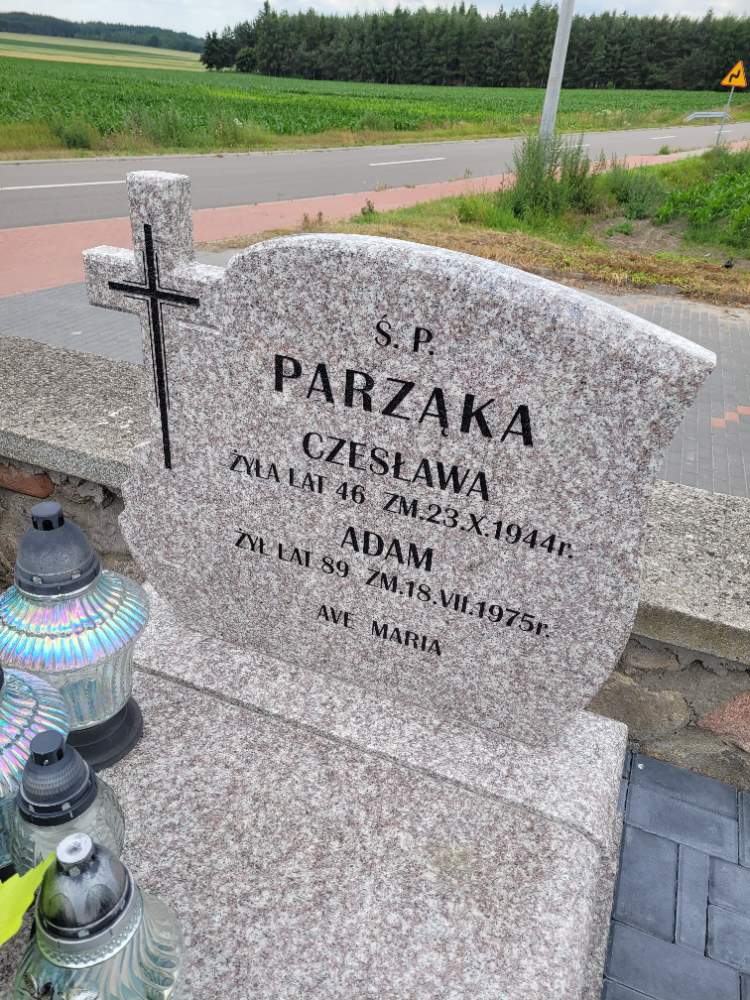 Ś. P.
PARZĄKA
CZESŁAWA
ŻYŁA LAT 46 ZM.23.X.1944r.
ADAM
ŻYŁ LAT 89 ZM.18.VII.1975r.
AVE MARIA